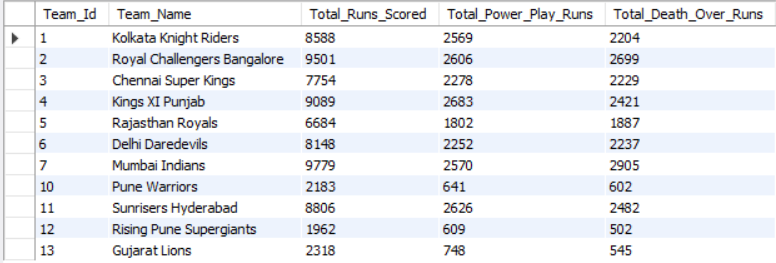 Team_Id Team_Name Total_Runs_Scored Total_Power_Play_Runs Total_Death_Over_Runs
1 Kolkata Knight Riders 8588 2569 2204
2 Royal Challengers Bangalore 9501 2606 2699
3 Chennai Super Kings 7754 2278 2229
4 Kings XI Punjab 9089 2683 2421
5 Rajasthan Royals 6684 1802 1887
6 Delhi Daredevils 8148 2252 2237
7 Mumbai Indians 9779 2570 2905
10 Pune Warriors 2183 641 602
11 Sunrisers Hyderabad 8806 2626 2482
12 Rising Pune Supergiants 1962 609 502
13 Gujarat Lions 2318 748 545